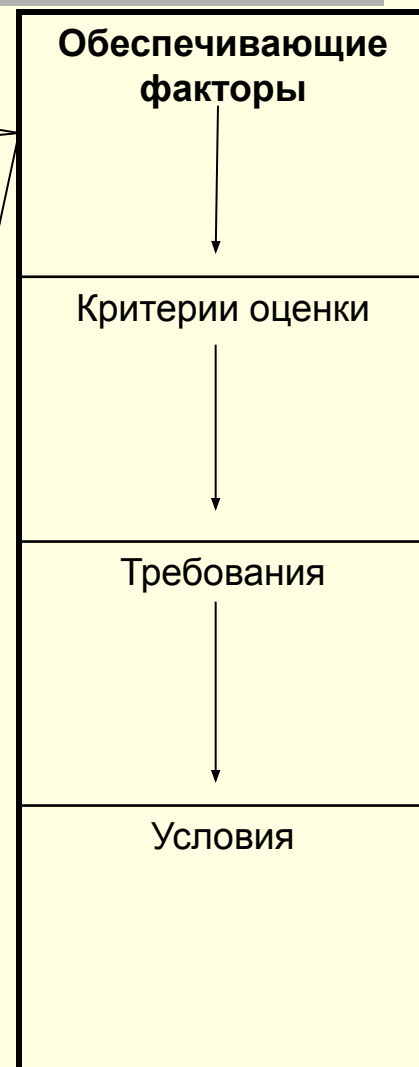 Обеспечивающие
факторы
Критерии оценки
Требования
Условия